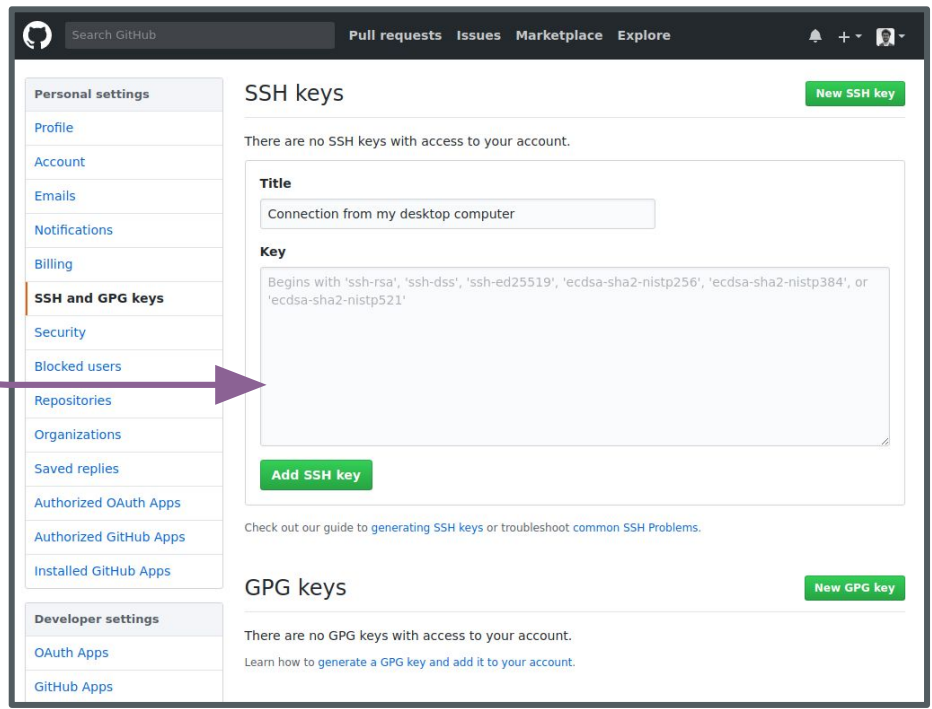 Search GitHub
Pull requests Issues Marketplace Explore
Personal settings
Profile
Account
Emails
Notifications
Billing
SSH and GPG keys
Security
Blocked users
Repositories
Organizations
Saved replies
Authorized OAuth Apps
Authorized GitHub Apps
Installed GitHub Apps
Developer settings
OAuth Apps
GitHub Apps
SSH keys
New SSH key
There are no SSH keys with access to your account.
Title
Connection from my desktop computer
Key
Begins with 'ssh-rsa', 'ssh-dss', 'ssh-ed25519', 'ecdsa-sha2-nistp256', 'ecdsa-sha2-nistp384', or
'ecdsa-sha2-nistp521'
Add SSH key
Check out our guide to generating SSH keys or troubleshoot common SSH Problems.
GPG keys
New GPG key
There are no GPG keys with access to your account.
Learn how to generate a GPG key and add it to your account.